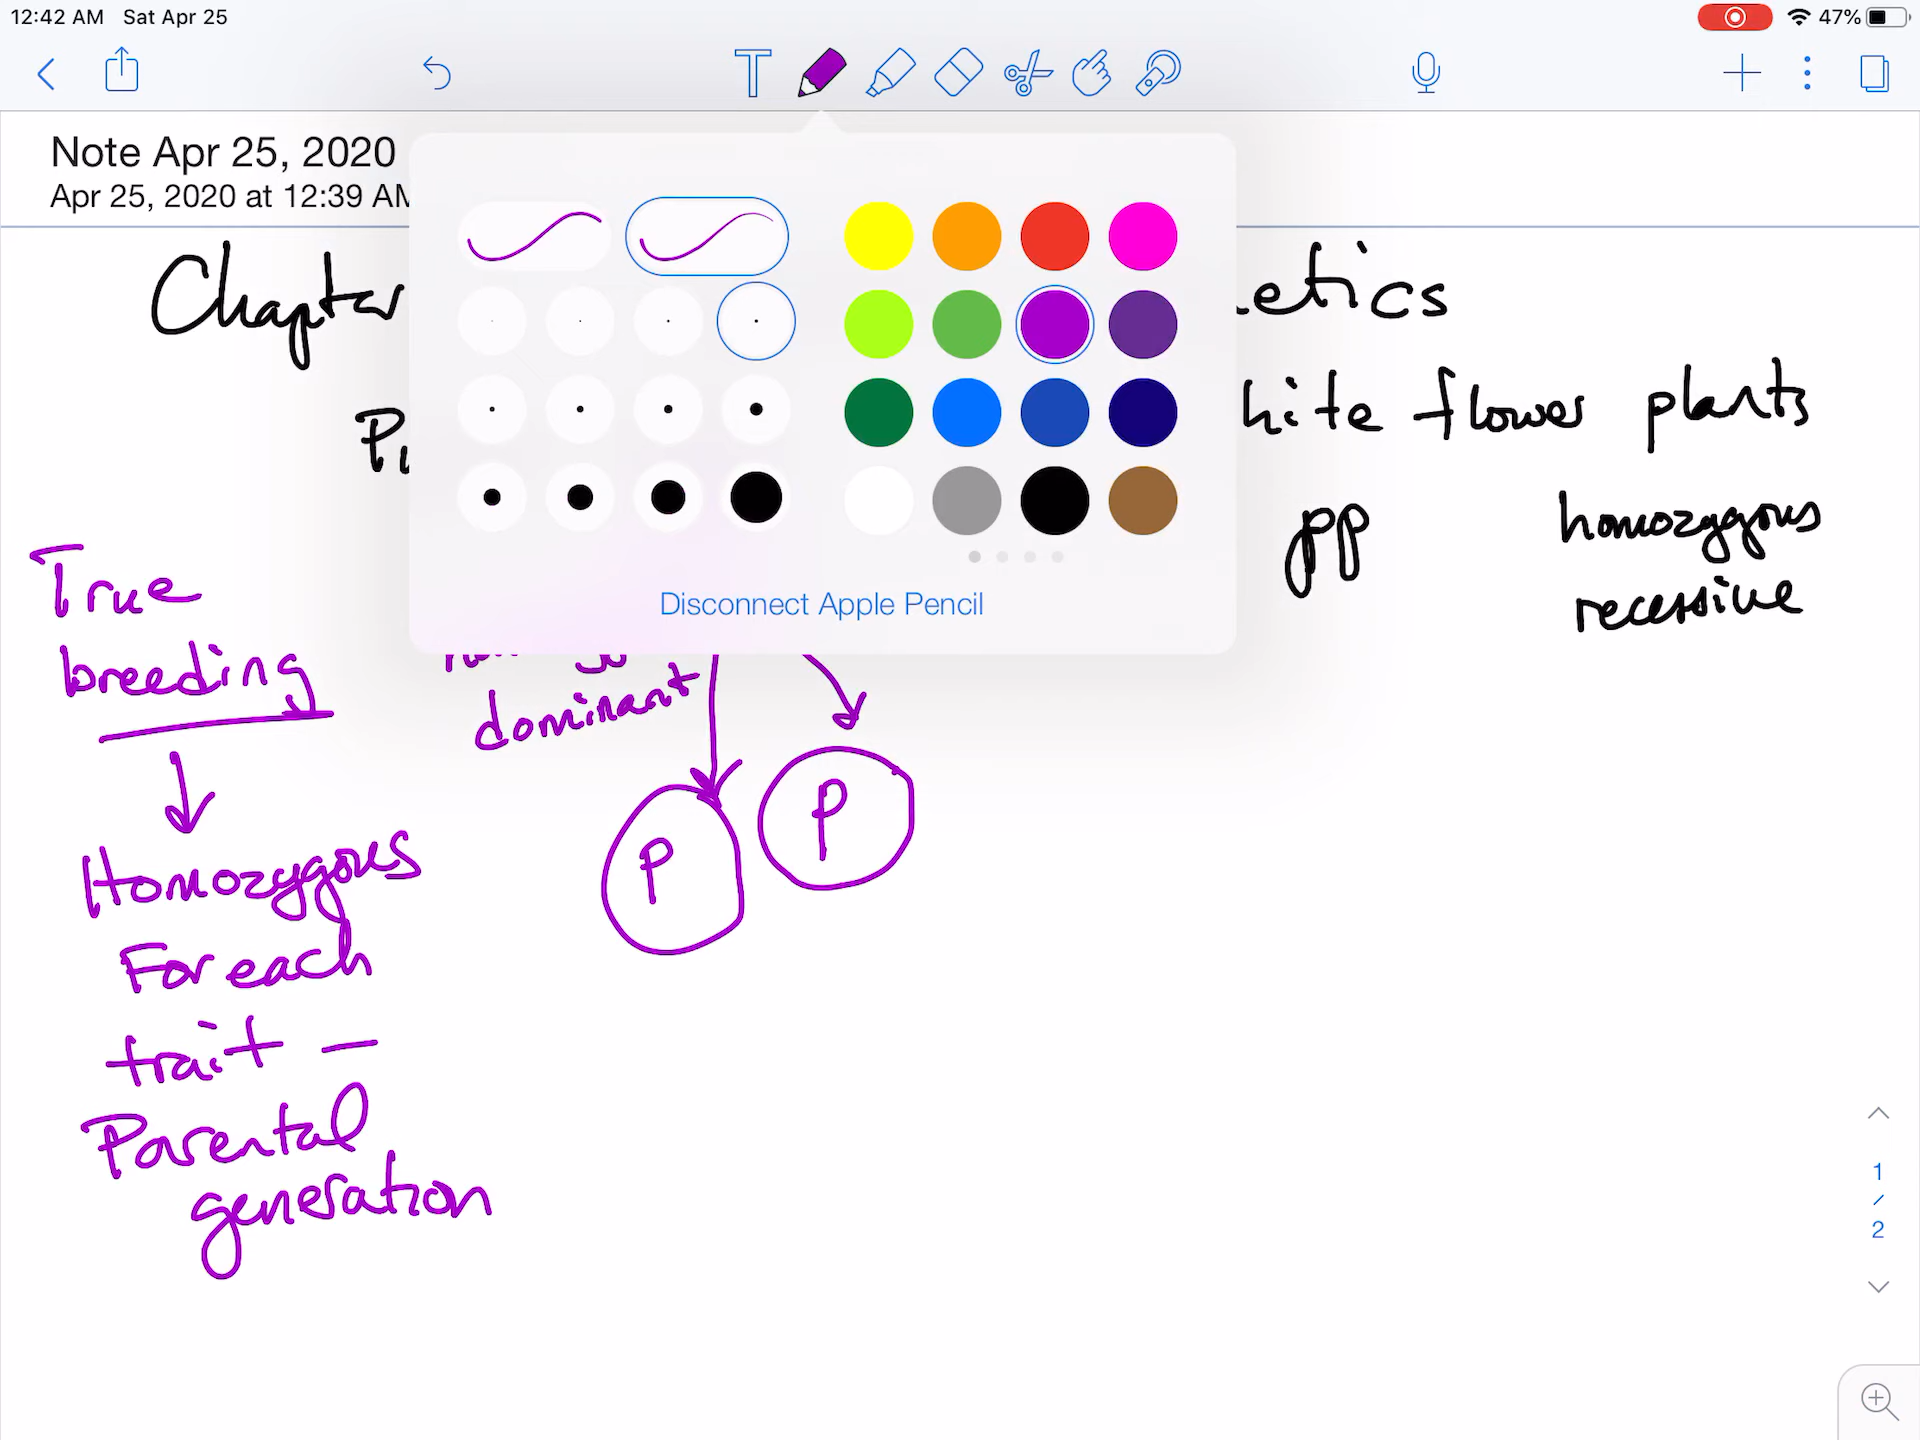 12:42 AM Sat Apr 25
47%
T
Note Apr 25, 2020
Apr 25, 2020 at 12:39 AM
Chapter
etics
hite flower plants
pp
homozygous
recessive
Disconnect Apple Pencil
True
breeding
dominant
P
P
Homozygous
For each
trait –
Parental
generation
1
/
2